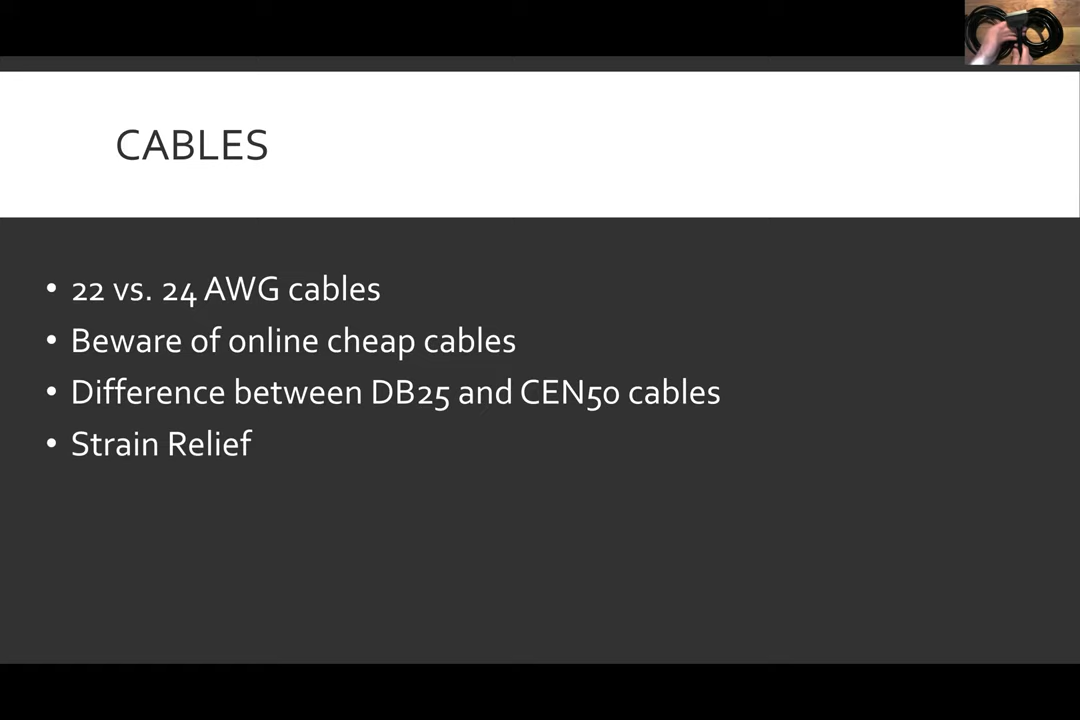 CABLES
• 22 vs. 24 AWG cables
• Beware of online cheap cables
• Difference between DB25 and CEN50 cables
• Strain Relief